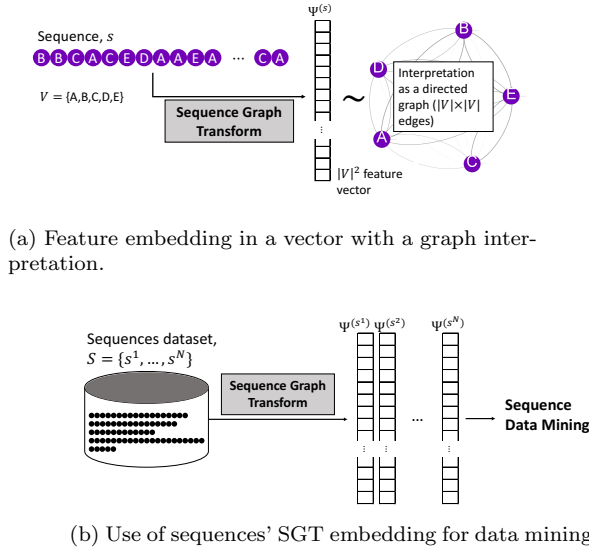 Sequence, s
BBCACEDAAEA ... CA
V = {A,B,C,D,E}
Sequence Graph
Transform
Ψ^(s)
...
|V|² feature
vector
~
B
D
E
A
C
Interpretation
as a directed
graph (|V|×|V|
edges)
(a) Feature embedding in a vector with a graph inter-
pretation.
Sequences dataset,
S = {s¹, ..., s^N}
Sequence Graph
Transform
Ψ^(s¹) Ψ^(s²) Ψ^(s^N)
... ... ... ...
Sequence
Data Mining
(b) Use of sequences' SGT embedding for data mining